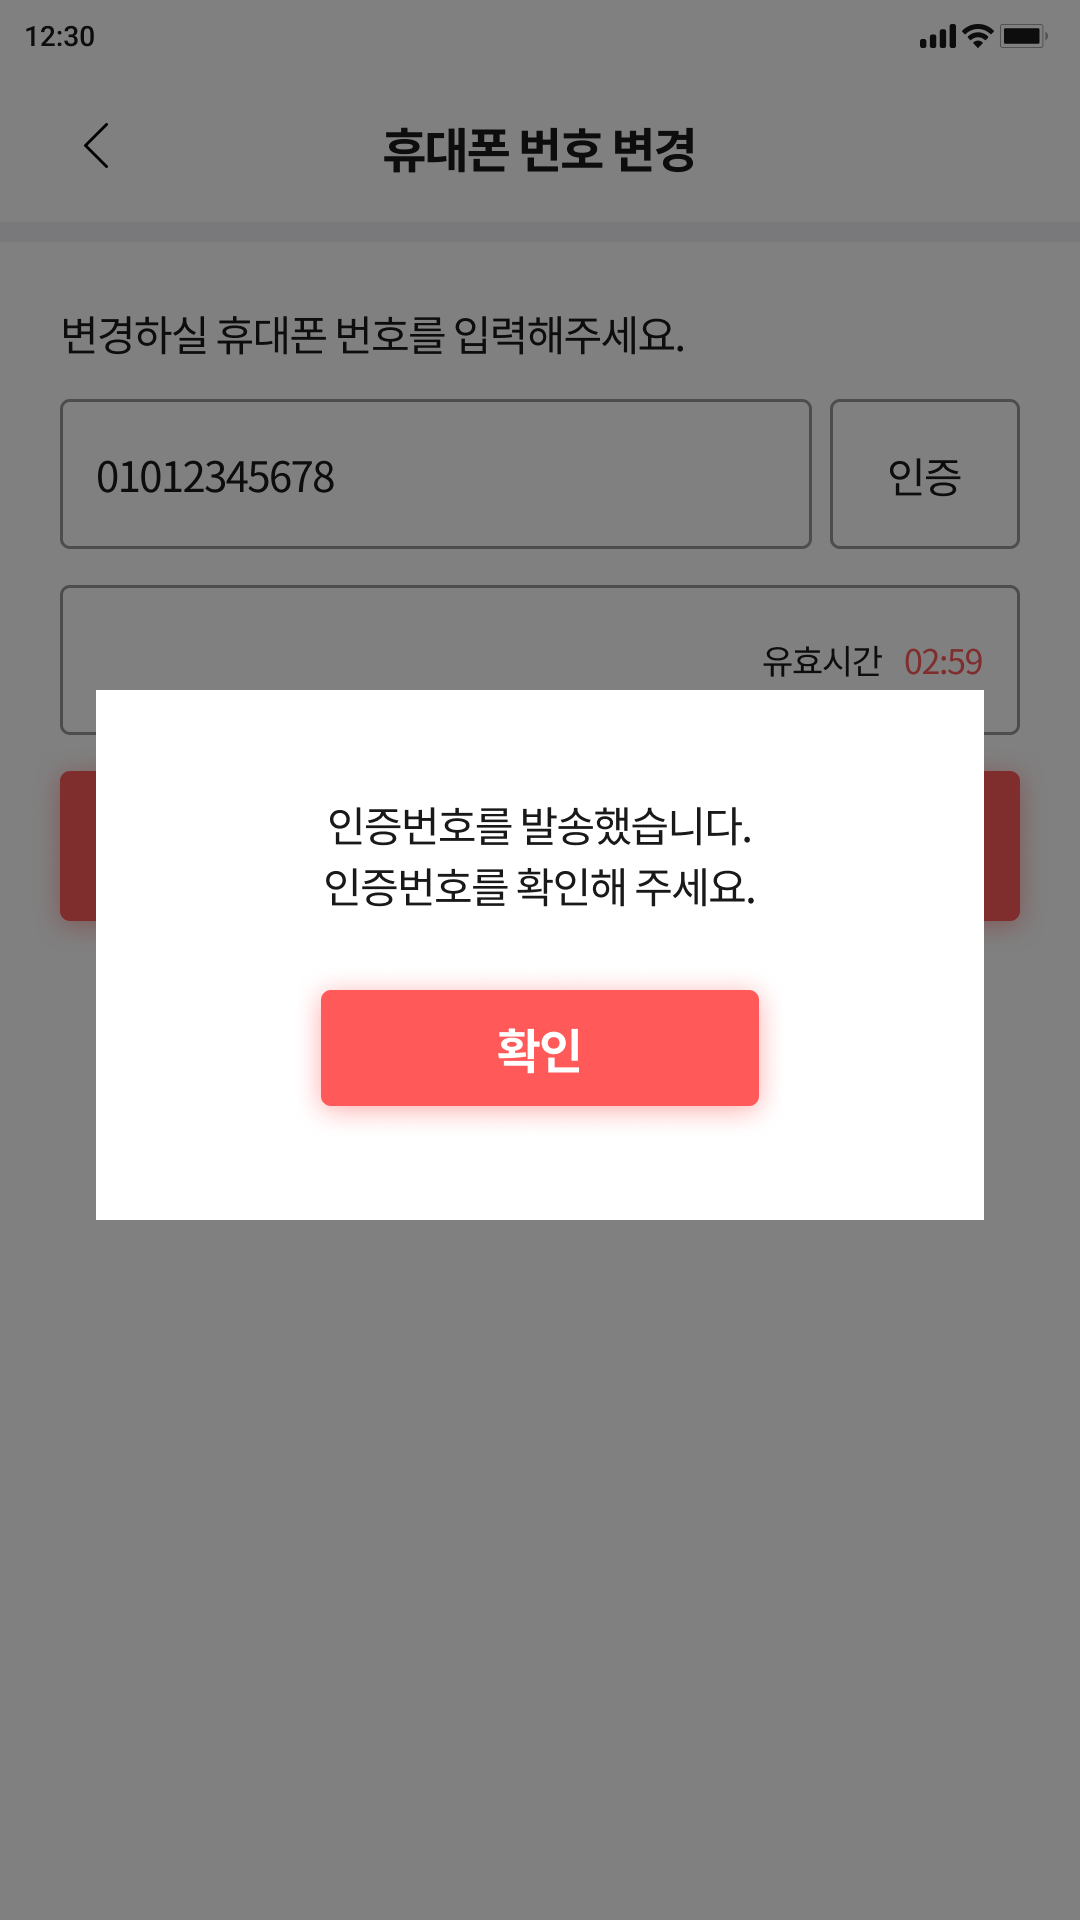 12:30
휴대폰 번호 변경
변경하실 휴대폰 번호를 입력해주세요.
01012345678
인증
유효시간 02:59
인증번호를 발송했습니다.
인증번호를 확인해 주세요.
확인